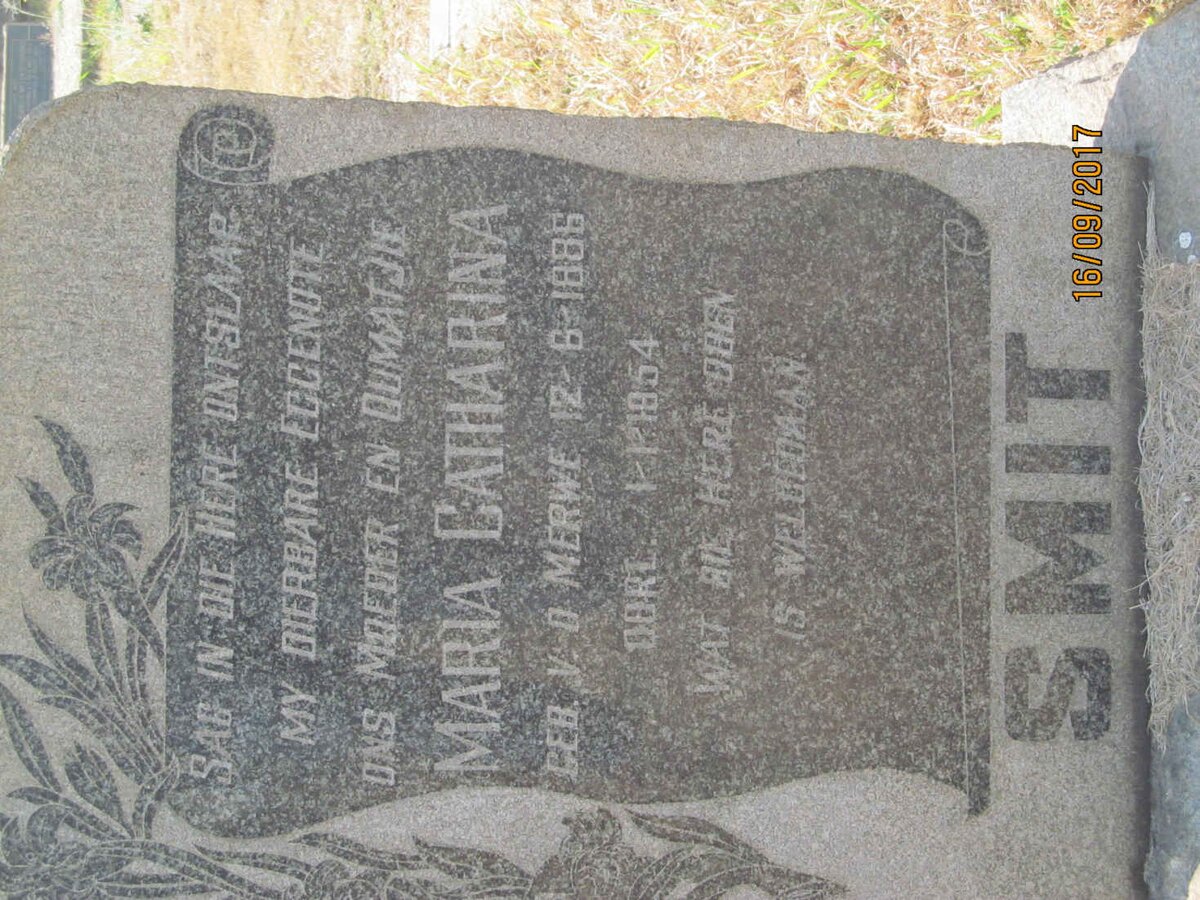 SAG IN DIE HERE ONTSLAAP
MY DIERBARE EGGENOTE
ONS MOEDER EN OUMATJIE
MARIA CATHARINA
GEB. V D MERWE 12-6-1886
OORL. 1-1-1954
WAT DIE HERE DOEN
IS WELGEDAAN
SMIT
16/09/2017